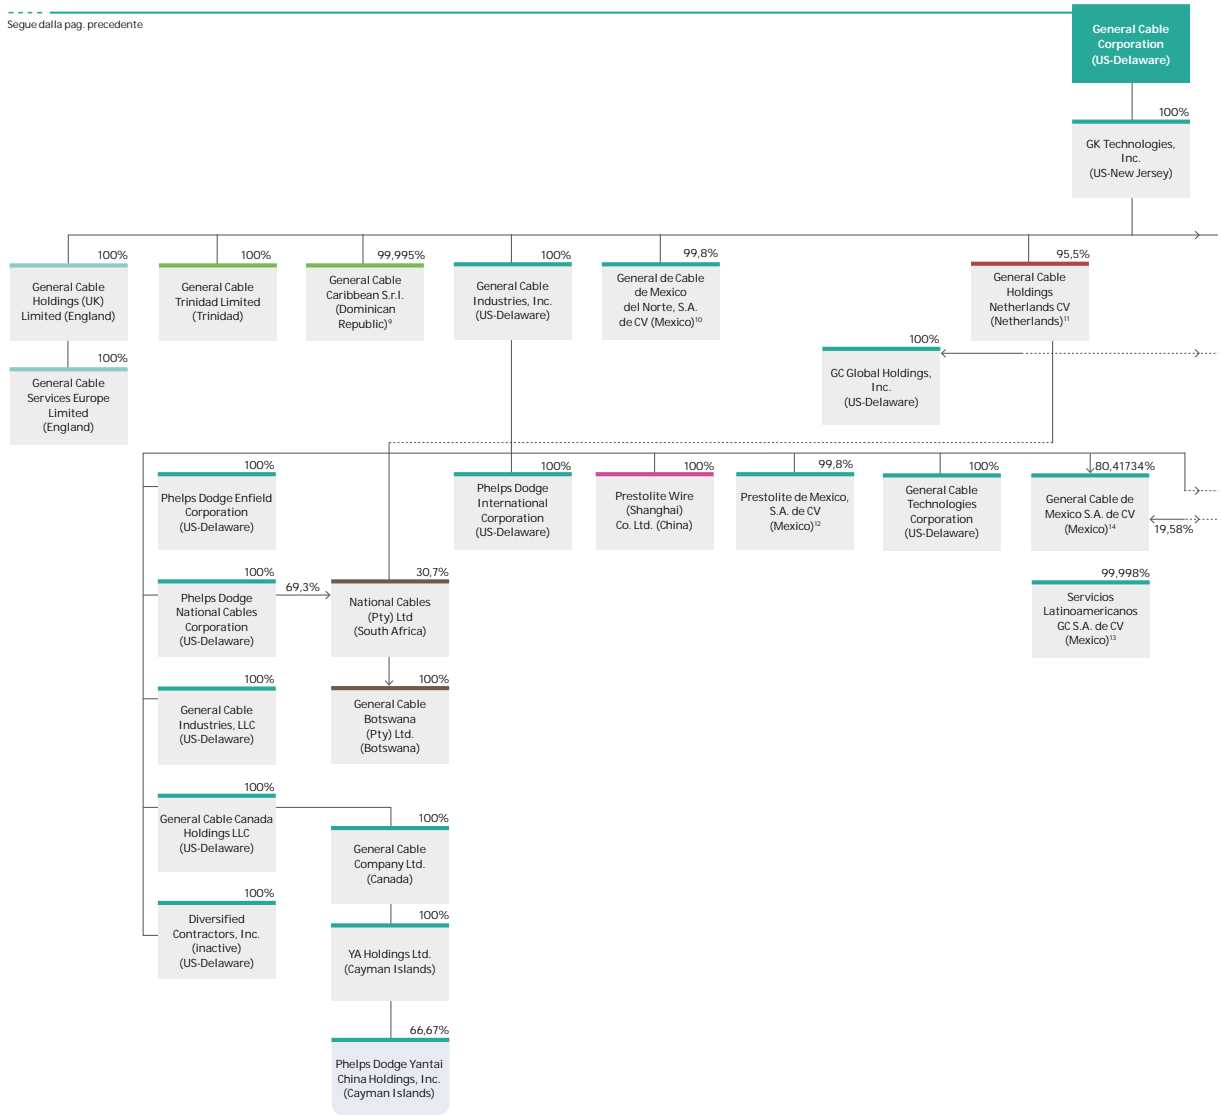 Segue dalla pag. precedente
General Cable
Corporation
(US-Delaware)
100%
GK Technologies,
Inc.
(US-New Jersey)
100%
General Cable
Holdings (UK)
Limited (England)
100%
General Cable
Trinidad Limited
(Trinidad)
99,995%
General Cable
Caribbean S.r.l.
(Dominican
Republic)⁹
100%
General Cable
Industries, Inc.
(US-Delaware)
99,8%
General de Cable
de Mexico
del Norte, S.A.
de CV (Mexico)¹⁰
95,5%
General Cable
Holdings
Netherlands CV
(Netherlands)¹¹
100%
General Cable
Services Europe
Limited
(England)
100%
GC Global Holdings,
Inc.
(US-Delaware)
100%
Phelps Dodge Enfield
Corporation
(US-Delaware)
100%
Phelps Dodge
International
Corporation
(US-Delaware)
100%
Prestolite Wire
(Shanghai)
Co. Ltd. (China)
99,8%
Prestolite de Mexico,
S.A. de CV
(Mexico)¹²
100%
General Cable
Technologies
Corporation
(US-Delaware)
80,41734%
General Cable de
Mexico S.A. de CV
(Mexico)¹⁴
19,58%
100%
Phelps Dodge
National Cables
Corporation
(US-Delaware)
69,3%
30,7%
National Cables
(Pty) Ltd
(South Africa)
99,998%
Servicios
Latinoamericanos
GC S.A. de CV
(Mexico)¹³
100%
General Cable
Industries, LLC
(US-Delaware)
100%
General Cable
Botswana
(Pty) Ltd.
(Botswana)
100%
General Cable Canada
Holdings LLC
(US-Delaware)
100%
General Cable
Company Ltd.
(Canada)
100%
Diversified
Contractors, Inc.
(inactive)
(US-Delaware)
100%
YA Holdings Ltd.
(Cayman Islands)
66,67%
Phelps Dodge Yantai
China Holdings, Inc.
(Cayman Islands)